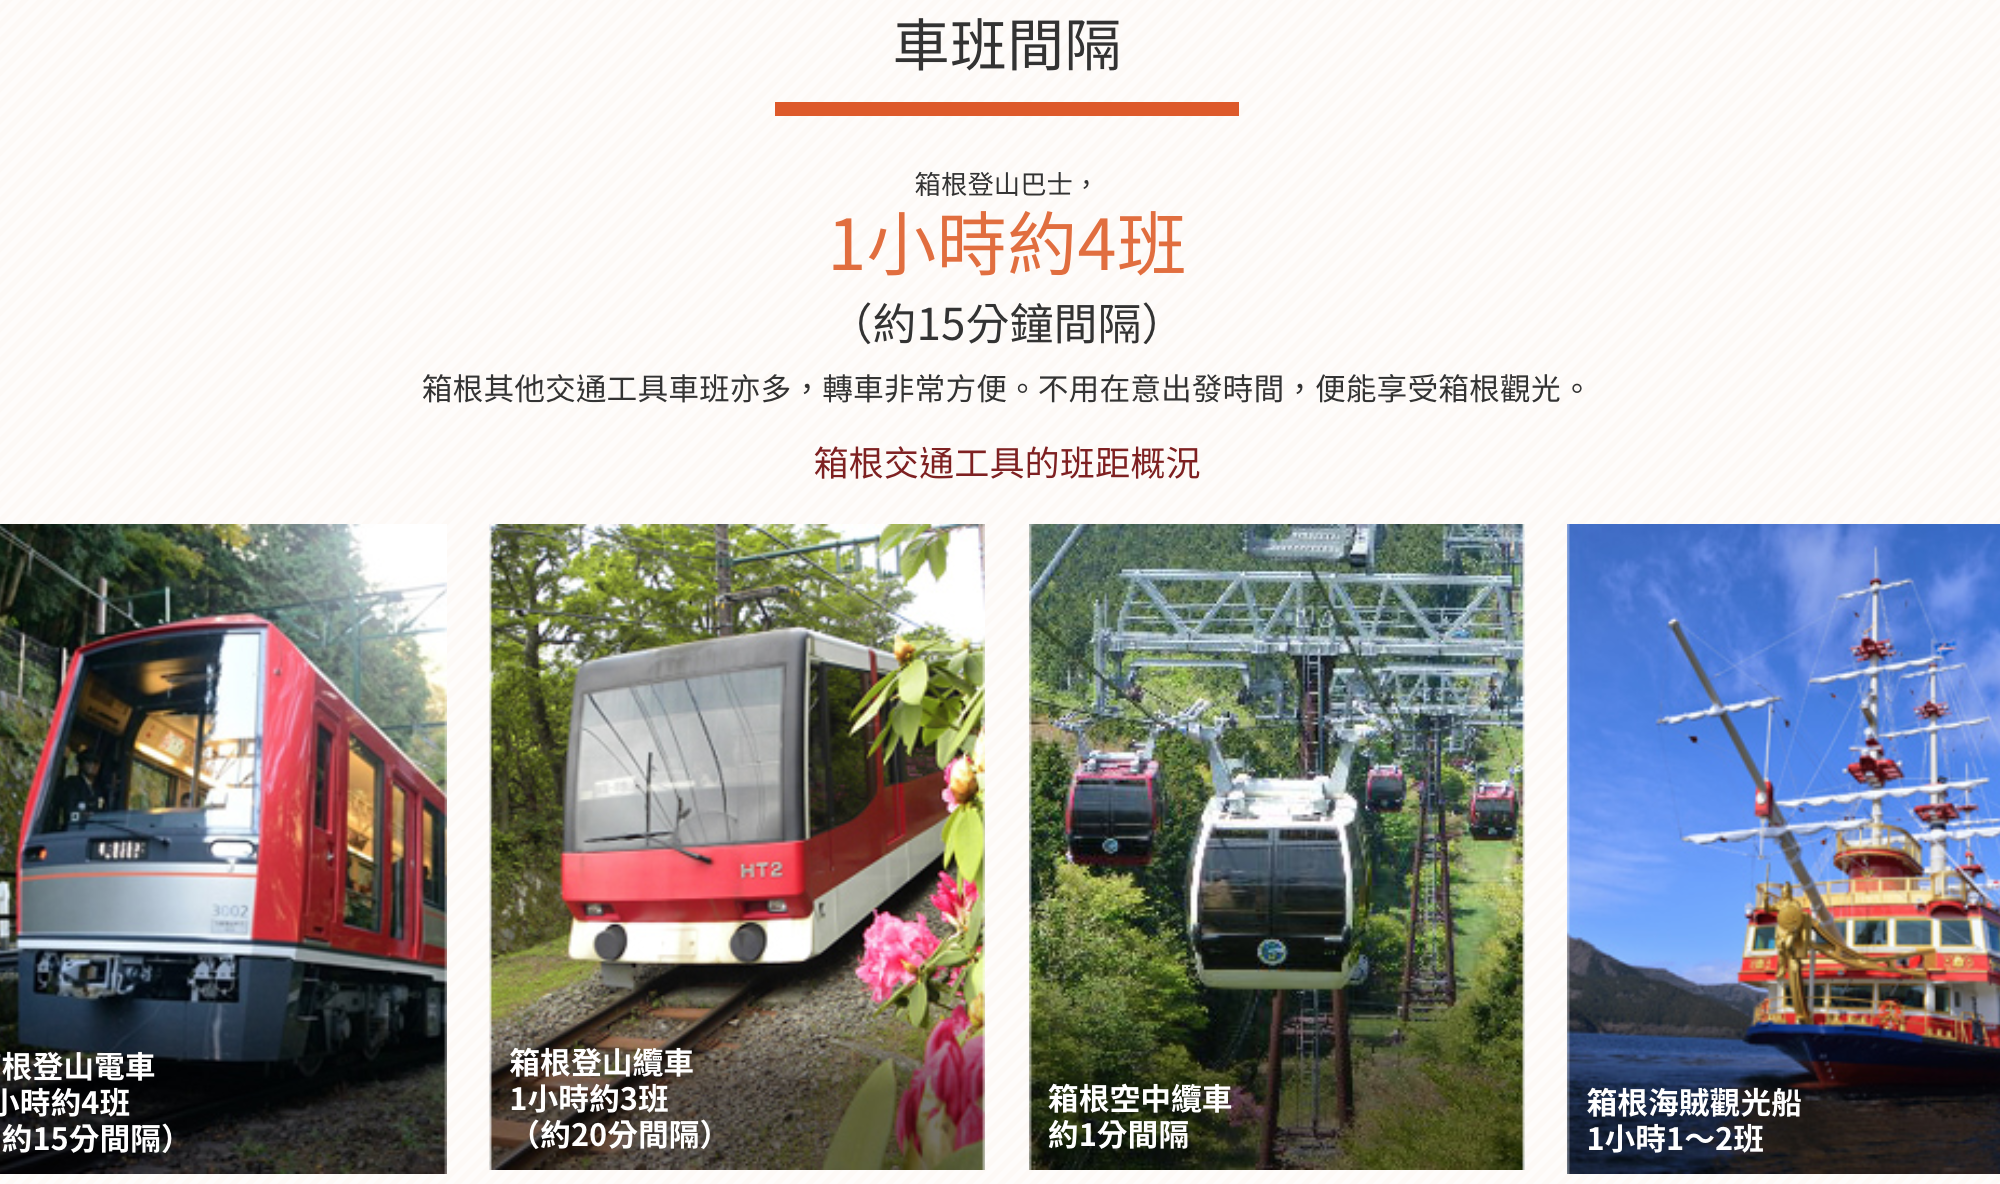 車班間隔
箱根登山巴士，
1小時約4班
（約15分鐘間隔）
箱根其他交通工具車班亦多，轉車非常方便。不用在意出發時間，便能享受箱根觀光。
箱根交通工具的班距概況
3002
根登山電車
小時約4班
約15分間隔）
HT2
箱根登山纜車
1小時約3班
（約20分間隔）
箱根空中纜車
約1分間隔
箱根海賊觀光船
1小時1～2班